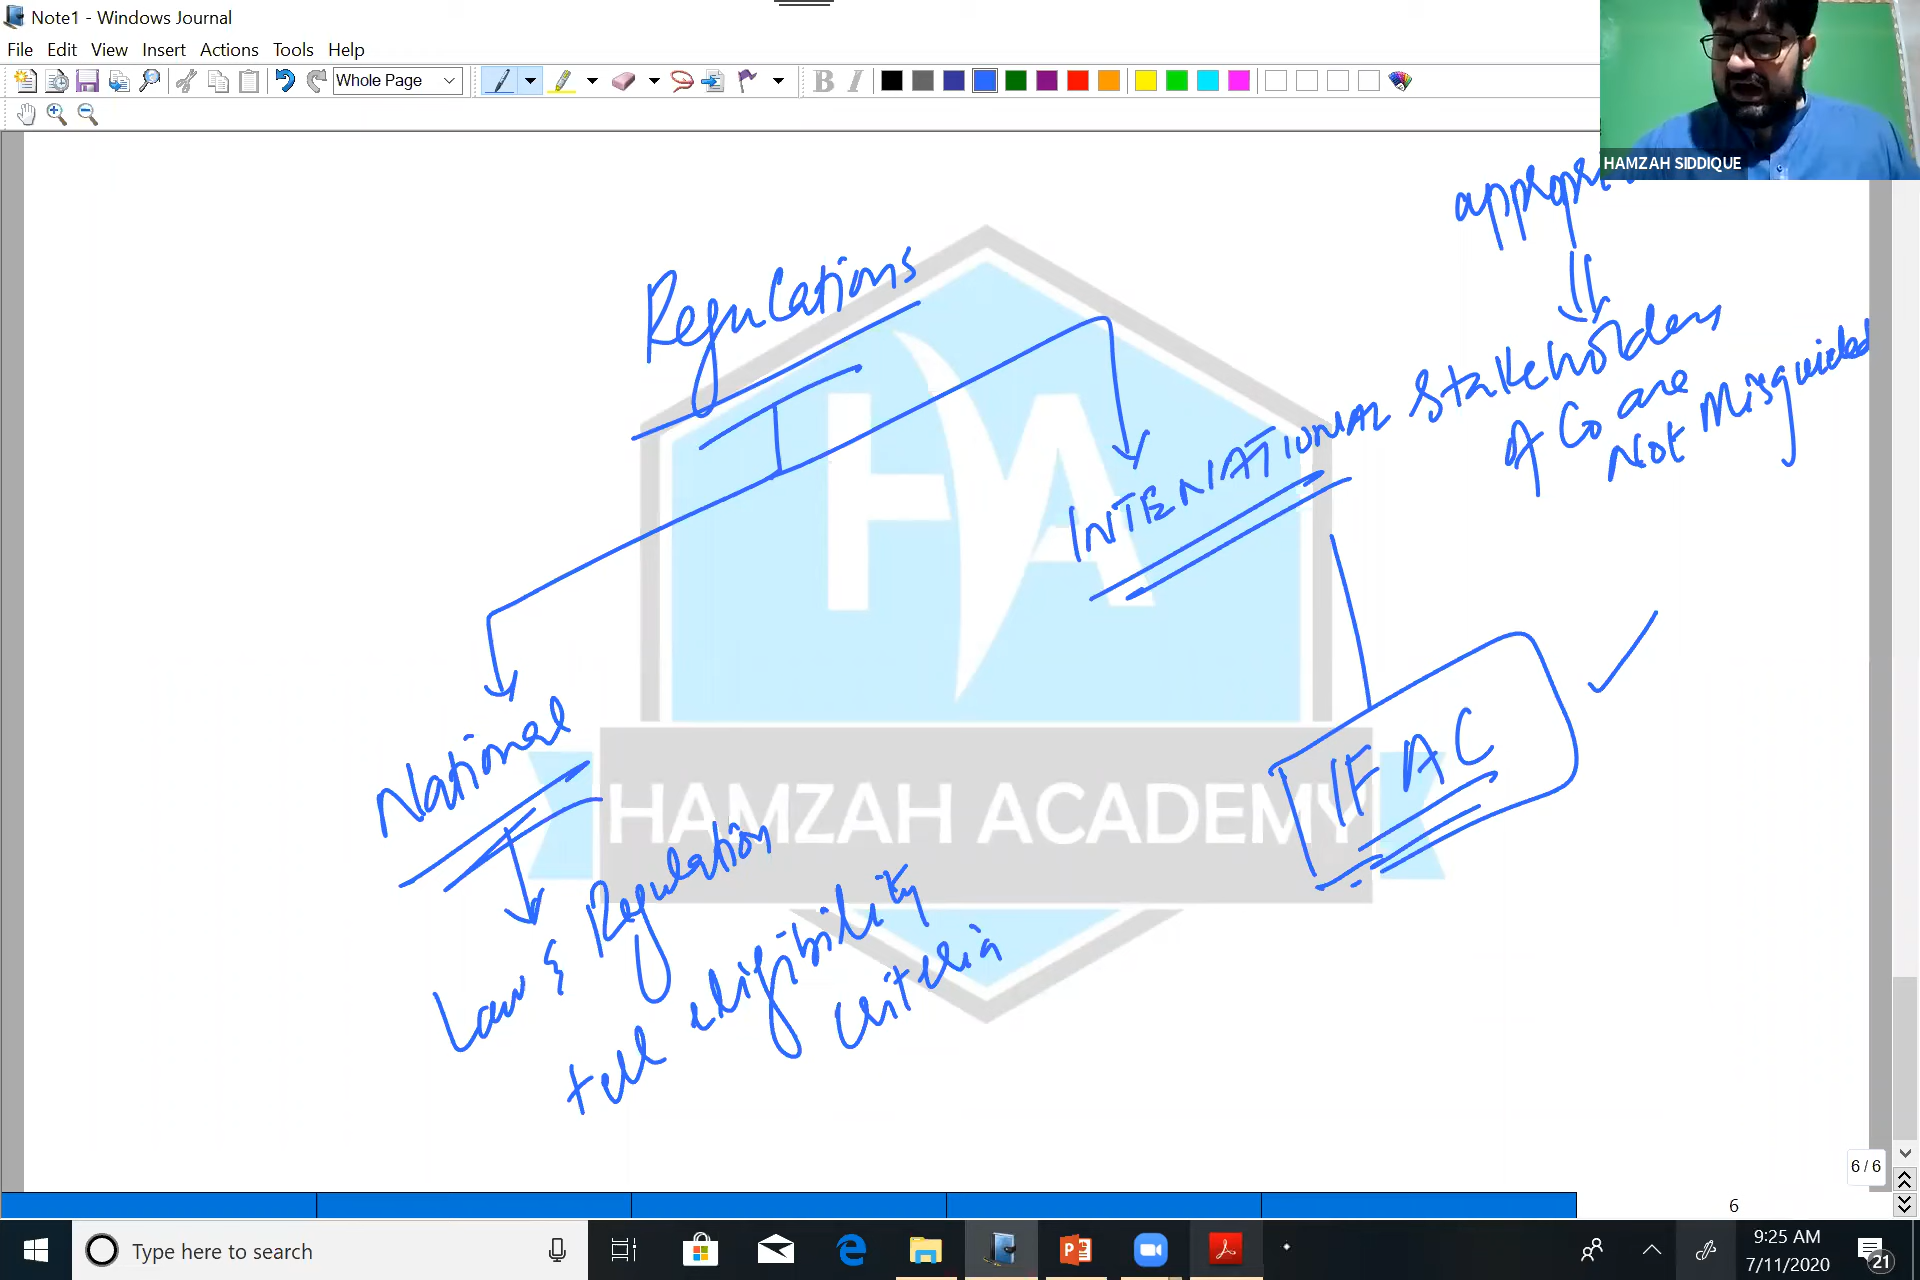 Note1 - Windows Journal
File Edit View Insert Actions Tools Help
Whole Page
B I
HAMZAH SIDDIQUE
Regulations
Stakeholders
of Co are
Not Misguided
INTENIATIONAL
National
IFAC
HAMZAH ACADEMY
Law & Regulation
tell eligibility
criteria
6 / 6
6
Type here to search
9:25 AM
7/11/2020
21